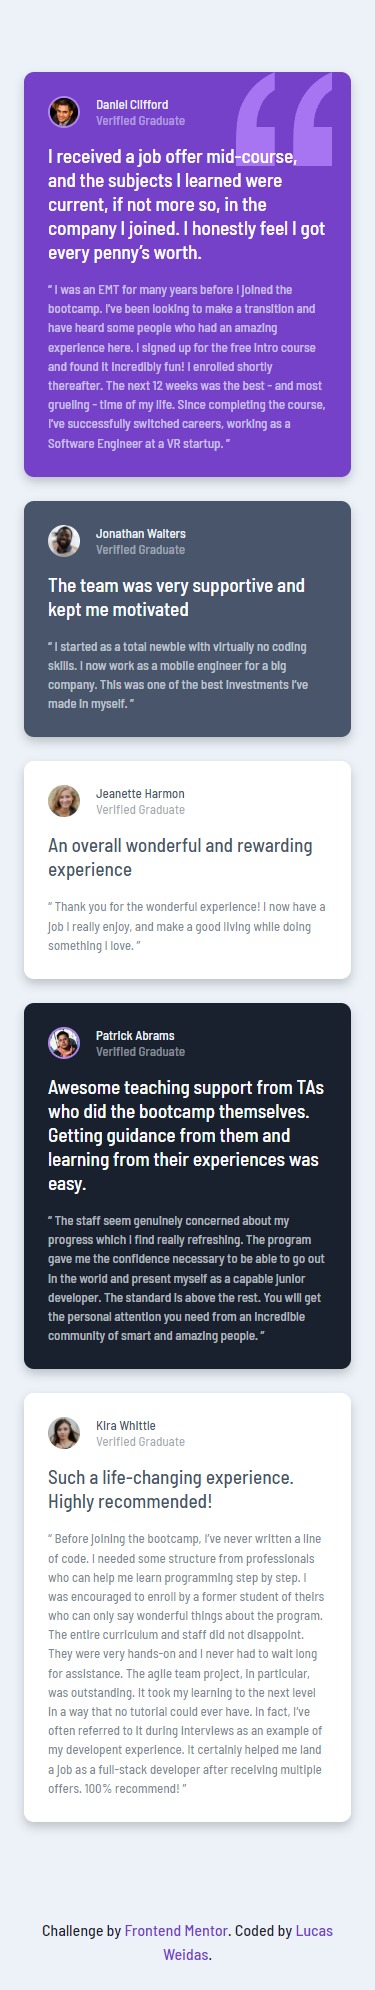 Daniel Clifford
Verified Graduate
I received a job offer mid-course,
and the subjects I learned were
current, if not more so, in the
company I joined. I honestly feel I got
every penny’s worth.
“ I was an EMT for many years before I joined the
bootcamp. I’ve been looking to make a transition and
have heard some people who had an amazing
experience here. I signed up for the free intro course
and found it incredibly fun! I enrolled shortly
thereafter. The next 12 weeks was the best - and most
grueling - time of my life. Since completing the course,
I’ve successfully switched careers, working as a
Software Engineer at a VR startup. ”
Jonathan Walters
Verified Graduate
The team was very supportive and
kept me motivated
“ I started as a total newbie with virtually no coding
skills. I now work as a mobile engineer for a big
company. This was one of the best investments I’ve
made in myself. ”
Jeanette Harmon
Verified Graduate
An overall wonderful and rewarding
experience
“ Thank you for the wonderful experience! I now have a
job I really enjoy, and make a good living while doing
something I love. ”
Patrick Abrams
Verified Graduate
Awesome teaching support from TAs
who did the bootcamp themselves.
Getting guidance from them and
learning from their experiences was
easy.
“ The staff seem genuinely concerned about my
progress which I find really refreshing. The program
gave me the confidence necessary to be able to go out
in the world and present myself as a capable junior
developer. The standard is above the rest. You will get
the personal attention you need from an incredible
community of smart and amazing people. ”
Kira Whittle
Verified Graduate
Such a life-changing experience.
Highly recommended!
“ Before joining the bootcamp, I’ve never written a line
of code. I needed some structure from professionals
who can help me learn programming step by step. I
was encouraged to enroll by a former student of theirs
who can only say wonderful things about the program.
The entire curriculum and staff did not disappoint.
They were very hands-on and I never had to wait long
for assistance. The agile team project, in particular,
was outstanding. It took my learning to the next level
in a way that no tutorial could ever have. In fact, I’ve
often referred to it during interviews as an example of
my developent experience. It certainly helped me land
a job as a full-stack developer after receiving multiple
offers. 100% recommend! ”
Challenge by Frontend Mentor. Coded by Lucas
Weidas.